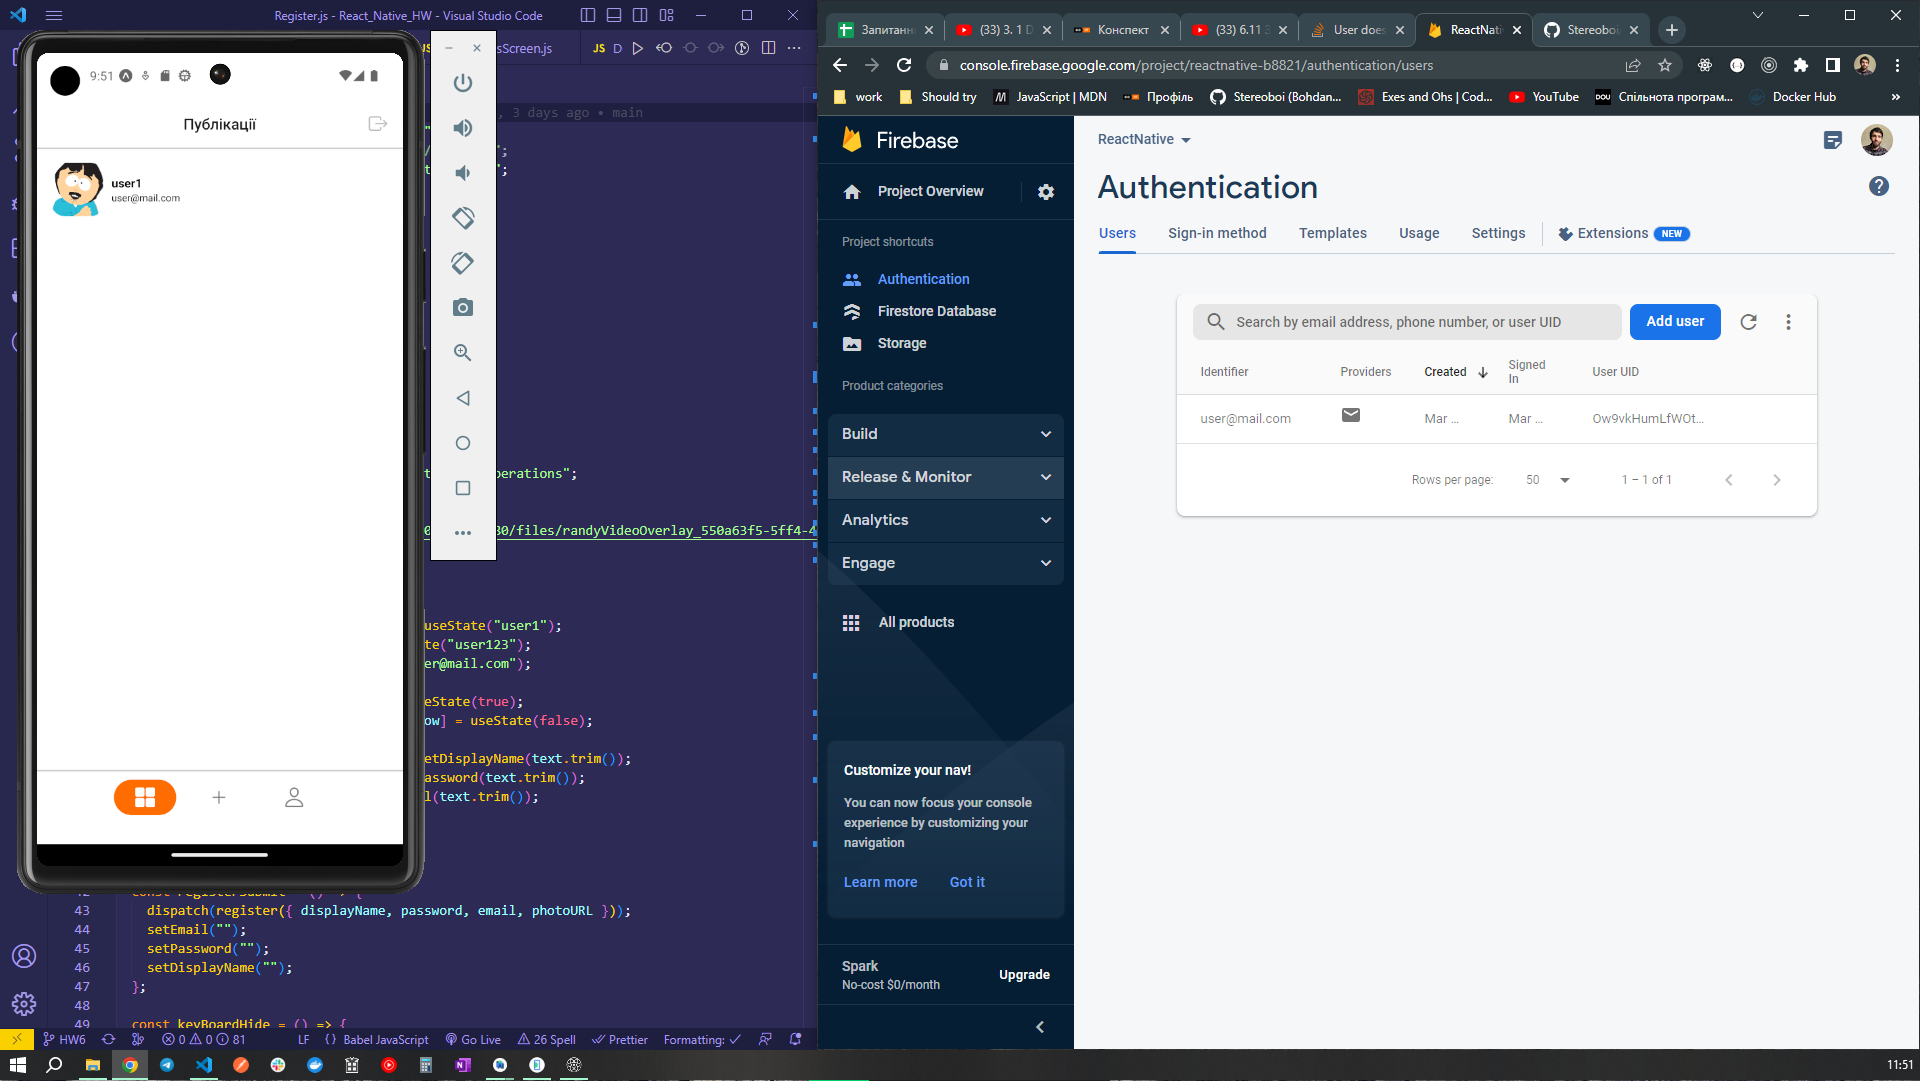 Register.js - React_Native_HW - Visual Studio Code
sScreen.js
JS D
, 3 days ago • main
9:51
Публікації
user1
user@mail.com
perations";
80/files/randyVideoOverlay_550a63f5-5ff4-4
useState("user1");
te("user123");
er@mail.com");
eState(true);
ow] = useState(false);
etDisplayName(text.trim());
assword(text.trim());
l(text.trim());
43 dispatch(register({ displayName, password, email, photoURL }));
44 setEmail("");
45 setPassword("");
46 setDisplayName("");
47 };
48
49 const keyBoardHide = () => {
HW6 0 0 81 LF {} Babel JavaScript Go Live 26 Spell Prettier Formatting:
Запитанн (33) 3. 1 D Конспект (33) 6.11 З User doe ReactNati Stereobo
console.firebase.google.com/project/reactnative-b8821/authentication/users
work Should try JavaScript | MDN Профіль Stereoboi (Bohdan... Exes and Ohs | Cod... YouTube DOU Спільнота програм... Docker Hub »
Firebase
Project Overview
Project shortcuts
Authentication
Firestore Database
Storage
Product categories
Build
Release & Monitor
Analytics
Engage
All products
Customize your nav!
You can now focus your console
experience by customizing your
navigation
Learn more Got it
Spark
No-cost $0/month
Upgrade
ReactNative
Authentication
Users Sign-in method Templates Usage Settings Extensions NEW
Search by email address, phone number, or user UID
Add user
Identifier Providers Created Signed In User UID
user@mail.com Mar ... Mar ... Ow9vkHumLfWOt...
Rows per page: 50 1 – 1 of 1
11:51